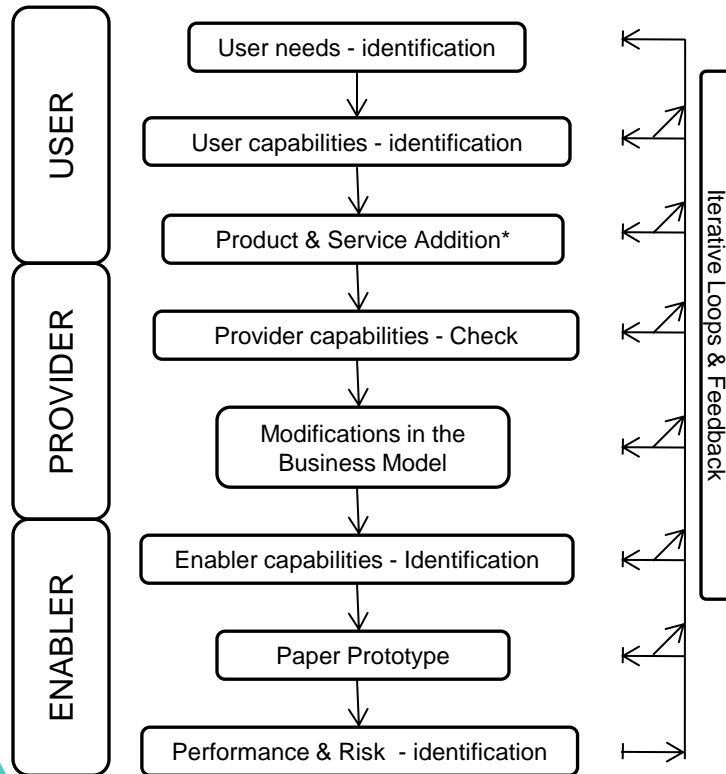 USER
User needs - identification
User capabilities - identification
Product & Service Addition*
PROVIDER
Provider capabilities - Check
Modifications in the
Business Model
ENABLER
Enabler capabilities - Identification
Paper Prototype
Performance & Risk - identification
Iterative Loops & Feedback